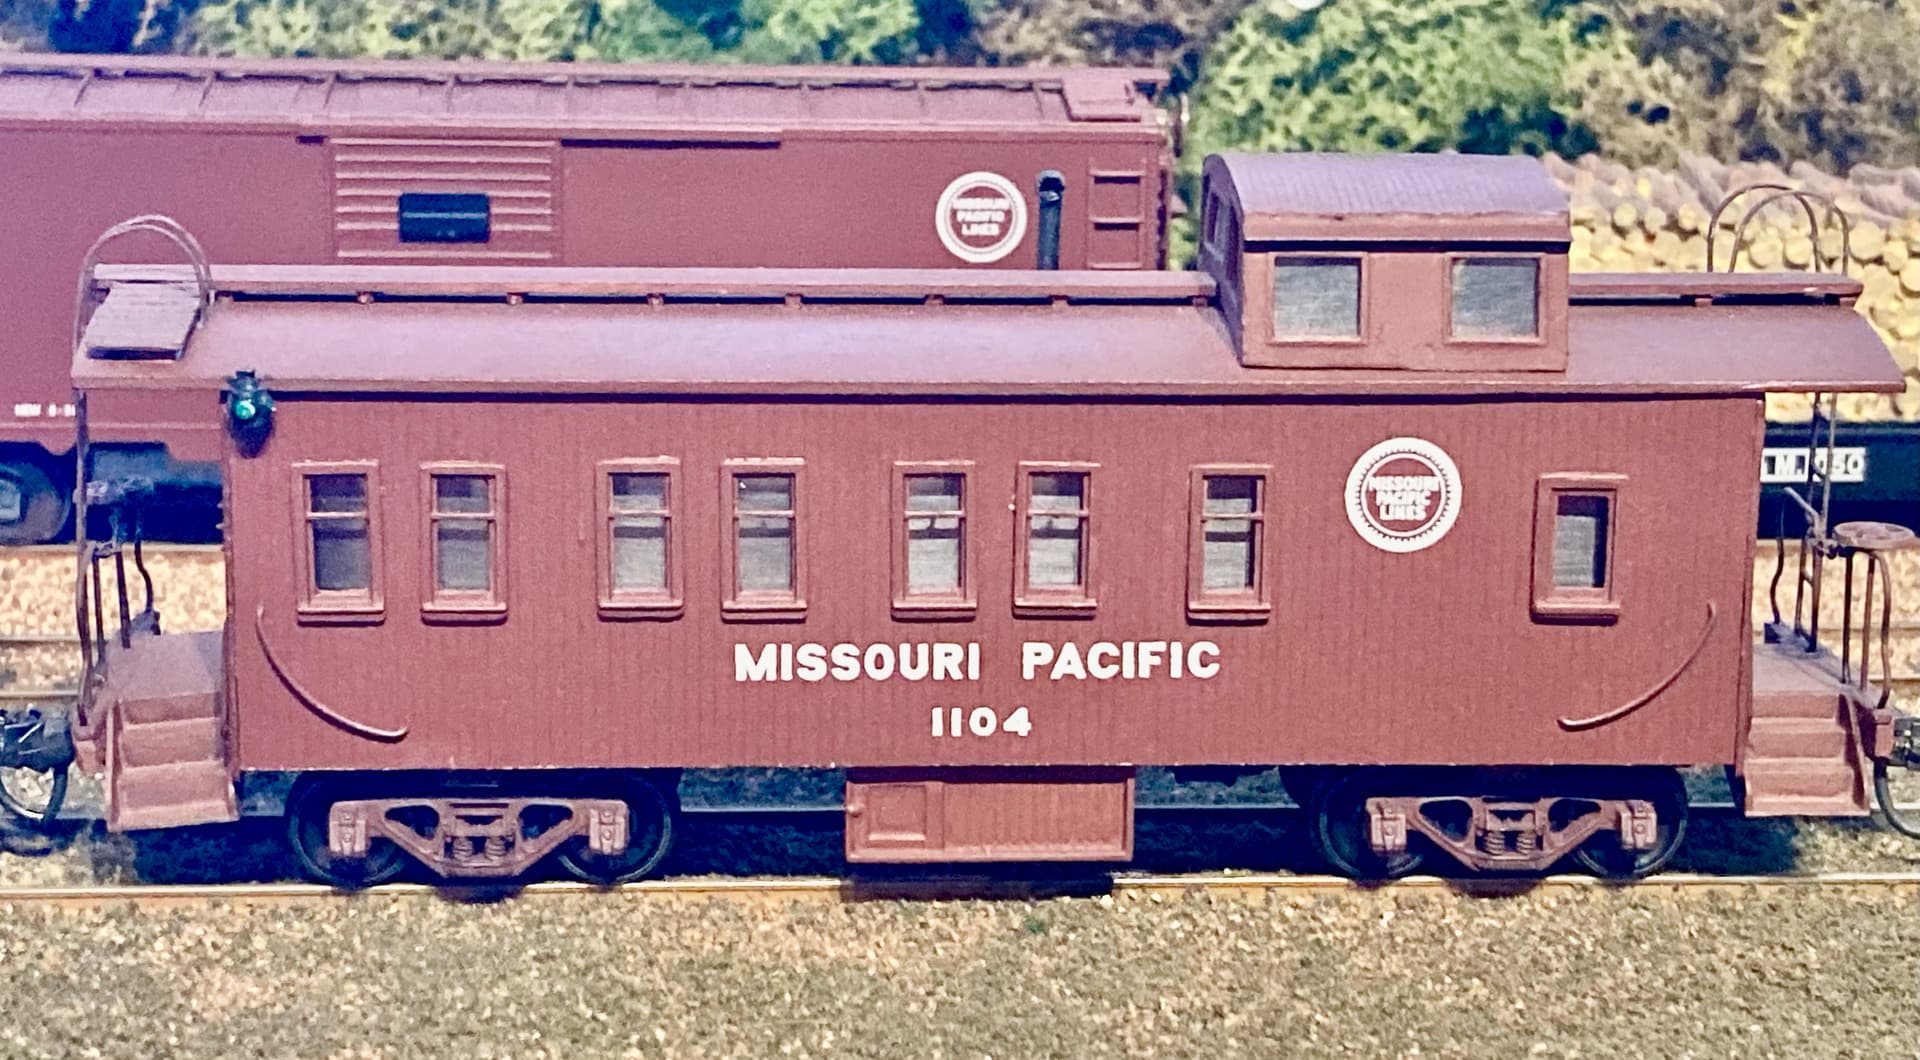 MISSOURI
PACIFIC
LINES
MISSOURI
PACIFIC
LINES
MISSOURI PACIFIC
1104